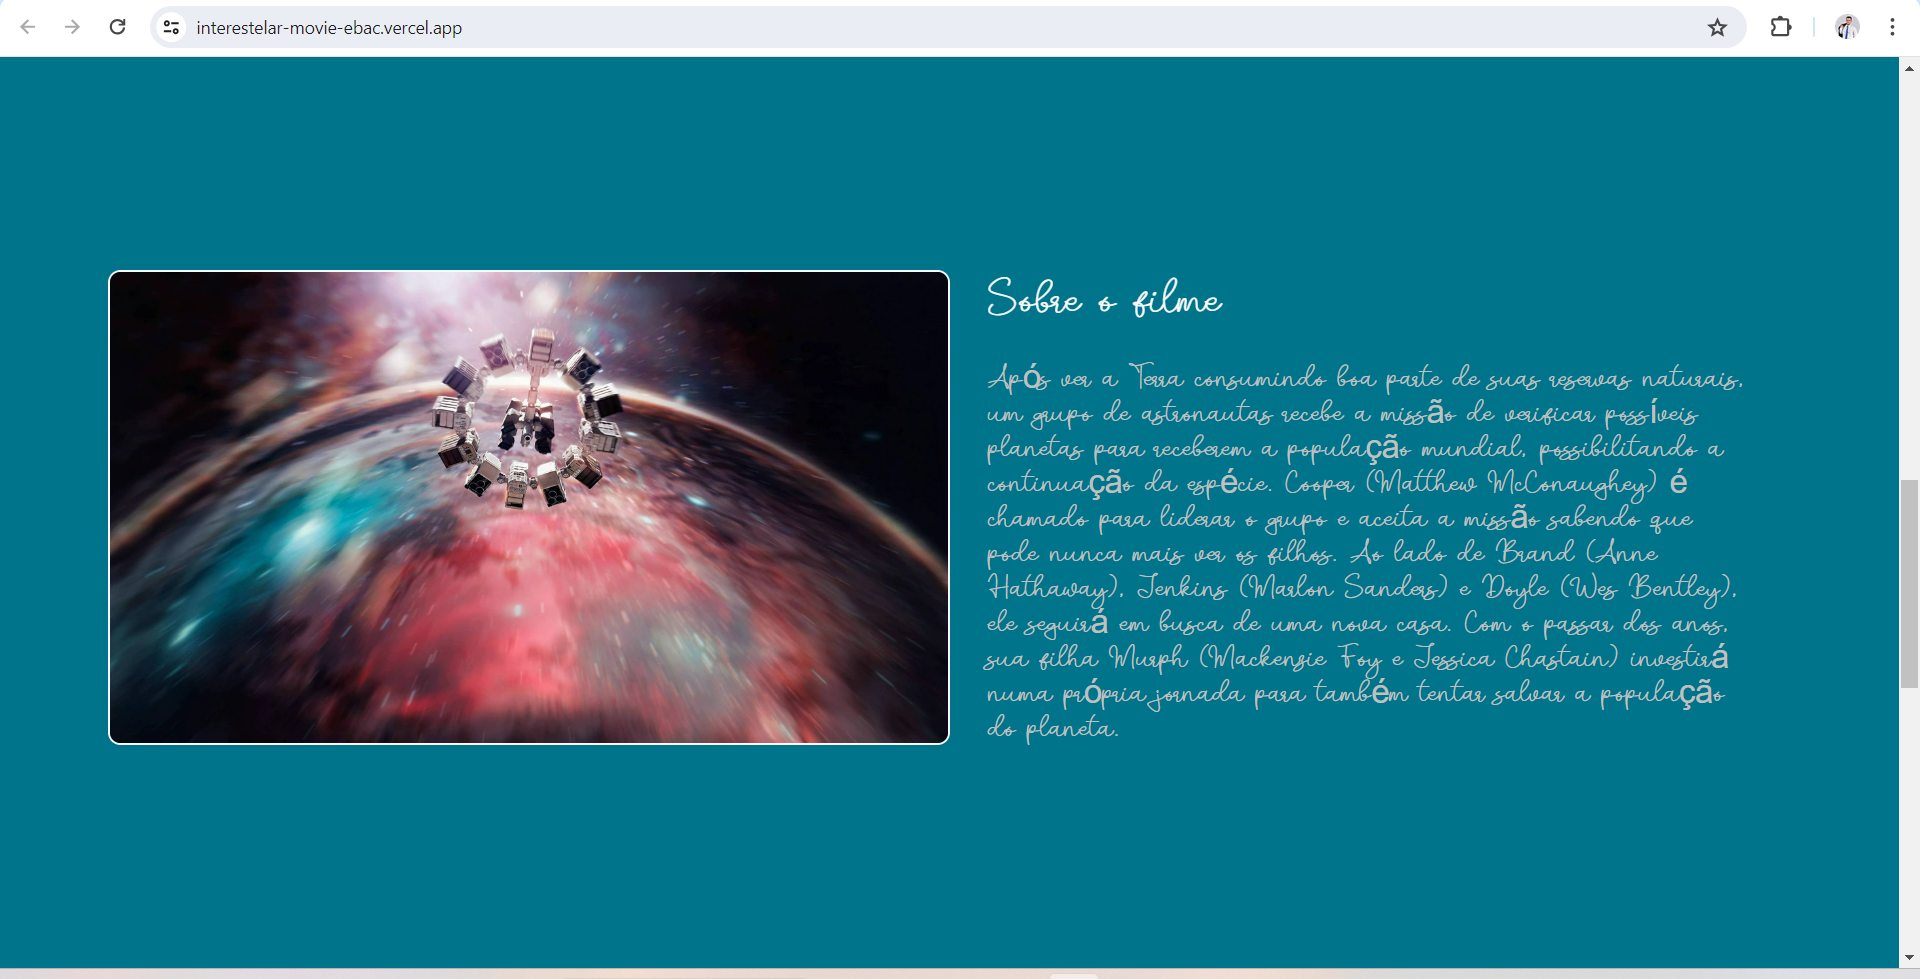 interestelar-movie-ebac.vercel.app
Sobre o filme
Após ver a Terra consumindo boa parte de suas reservas naturais,
um grupo de astronautas recebe a missão de verificar possíveis
planetas para receberem a população mundial, possibilitando a
continuação da espécie. Cooper (Matthew McConaughey) é
chamado para liderar o grupo e aceita a missão sabendo que
pode nunca mais ver os filhos. Ao lado de Brand (Anne
Hathaway), Jenkins (Marlon Sanders) e Doyle (Wes Bentley),
ele seguirá em busca de uma nova casa. Com o passar dos anos,
sua filha Murph (Mackenzie Foy e Jessica Chastain) investirá
numa própria jornada para também tentar salvar a população
do planeta.